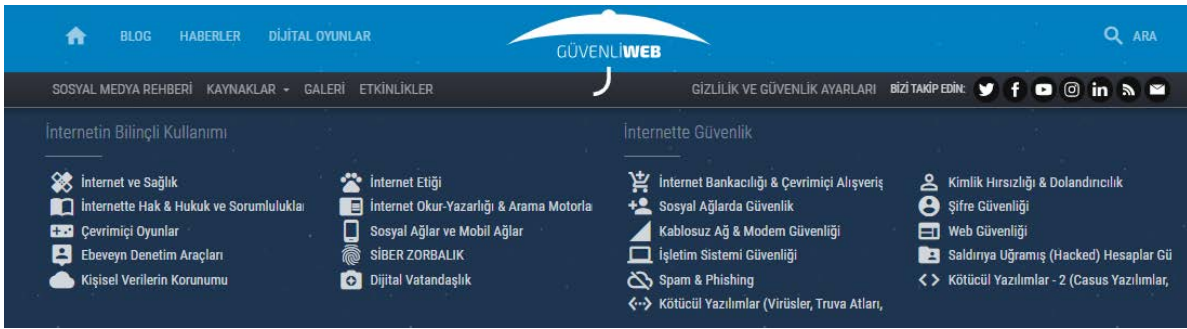 BLOG HABERLER DİJİTAL OYUNLAR
GÜVENLİWEB
ARA
SOSYAL MEDYA REHBERİ KAYNAKLAR GALERİ ETKİNLİKLER
GİZLİLİK VE GÜVENLİK AYARLARI BİZİ TAKİP EDİN:
İnternetin Bilinçli Kullanımı
İnternet ve Sağlık
İnternette Hak & Hukuk ve Sorumluluklaı
Çevrimiçi Oyunlar
Ebeveyn Denetim Araçları
Kişisel Verilerin Korunumu
İnternet Etiği
İnternet Okur-Yazarlığı & Arama Motorla
Sosyal Ağlar ve Mobil Ağlar
SİBER ZORBALIK
Dijital Vatandaşlık
İnternette Güvenlik
İnternet Bankacılığı & Çevrimiçi Alışveriş
Sosyal Ağlarda Güvenlik
Kablosuz Ağ & Modem Güvenliği
İşletim Sistemi Güvenliği
Spam & Phishing
Kötücül Yazılımlar (Virüsler, Truva Atları,
Kimlik Hırsızlığı & Dolandırıcılık
Şifre Güvenliği
Web Güvenliği
Saldırıya Uğramış (Hacked) Hesaplar Gü
Kötücül Yazılımlar - 2 (Casus Yazılımlar,